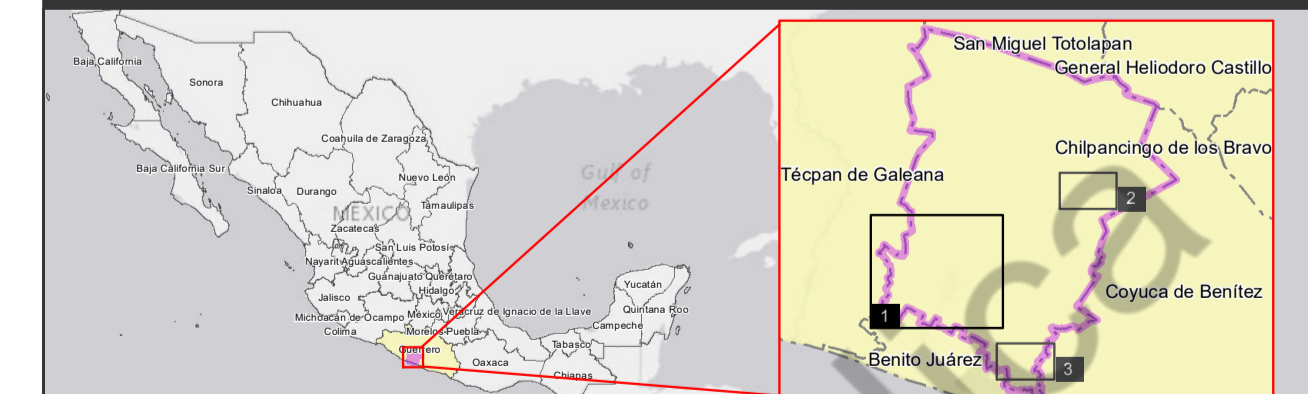 Baja California
Sonora
Chihuahua
Coahuila de Zaragoza
Baja California Sur
Sinaloa
Durango
Nuevo León
Tamaulipas
MÉXICO
Zacatecas
San Luis Potosí
Nayarit
Aguascalientes
Guanajuato
Querétaro
Hidalgo
Jalisco
Michoacán de Ocampo
México
Veracruz de Ignacio de la Llave
Colima
Morelos
Puebla
Guerrero
Oaxaca
Tabasco
Chiapas
Campeche
Yucatán
Quintana Roo
Gulf of
Mexico
San Miguel Totolapan
General Heliodoro Castillo
Chilpancingo de los Bravo
Técpan de Galeana
2
Coyuca de Benítez
1
Benito Juárez
3
ica